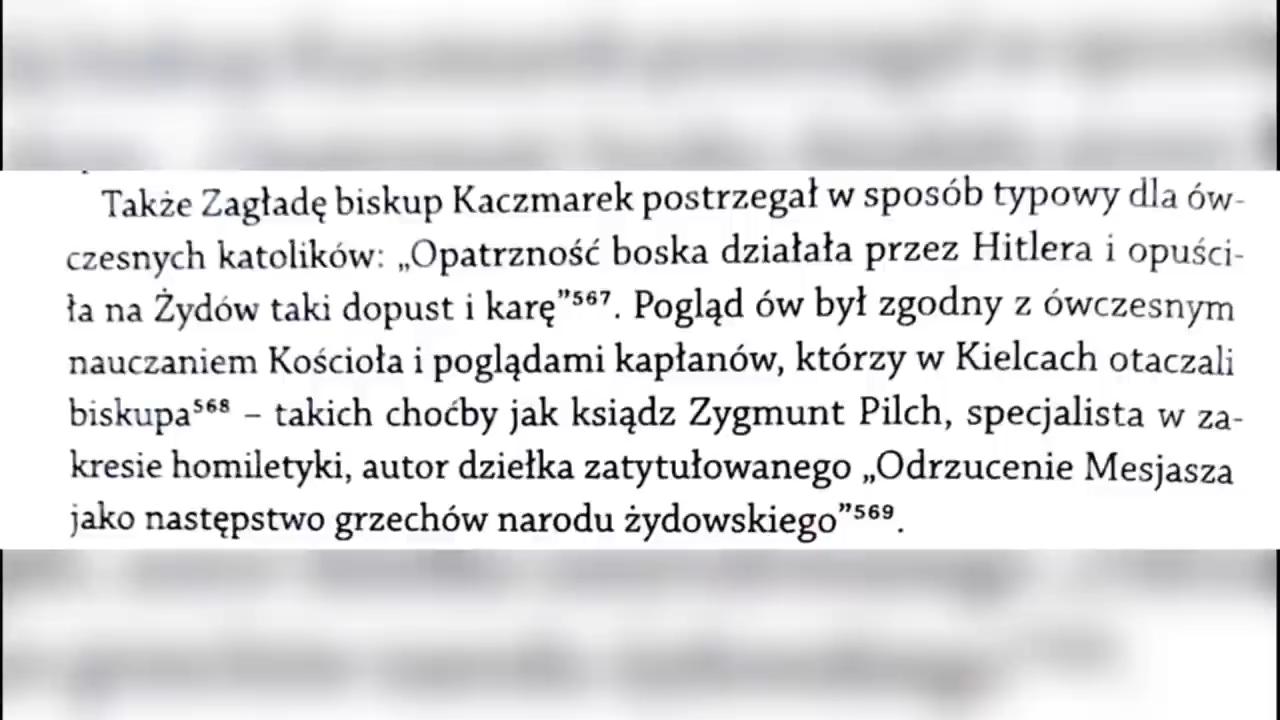 Także Zagładę biskup Kaczmarek postrzegał w sposób typowy dla ów-
czesnych katolików: „Opatrzność boska działała przez Hitlera i opuści-
ła na Żydów taki dopust i karę”⁵⁶⁷. Pogląd ów był zgodny z ówczesnym
nauczaniem Kościoła i poglądami kapłanów, którzy w Kielcach otaczali
biskupa⁵⁶⁸ – takich choćby jak ksiądz Zygmunt Pilch, specjalista w za-
kresie homiletyki, autor dziełka zatytułowanego „Odrzucenie Mesjasza
jako następstwo grzechów narodu żydowskiego”⁵⁶⁹.